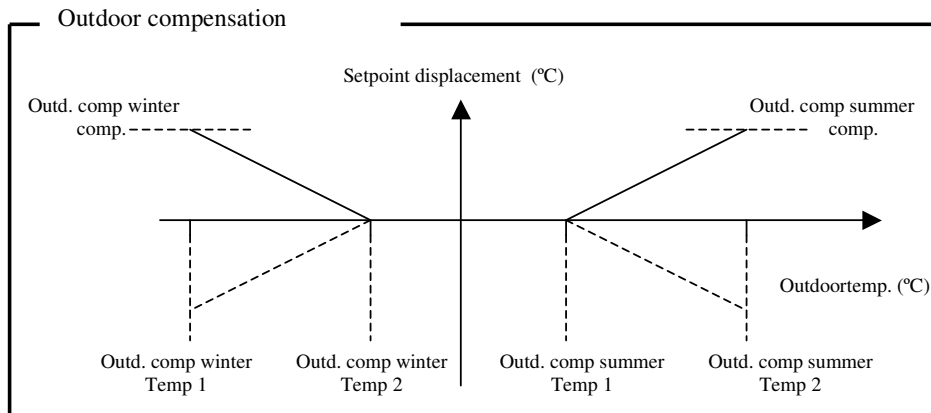 Outdoor compensation
Setpoint displacement (ºC)
Outd. comp winter
comp.
Outd. comp summer
comp.
Outdoortemp. (ºC)
Outd. comp winter
Temp 1
Outd. comp winter
Temp 2
Outd. comp summer
Temp 1
Outd. comp summer
Temp 2